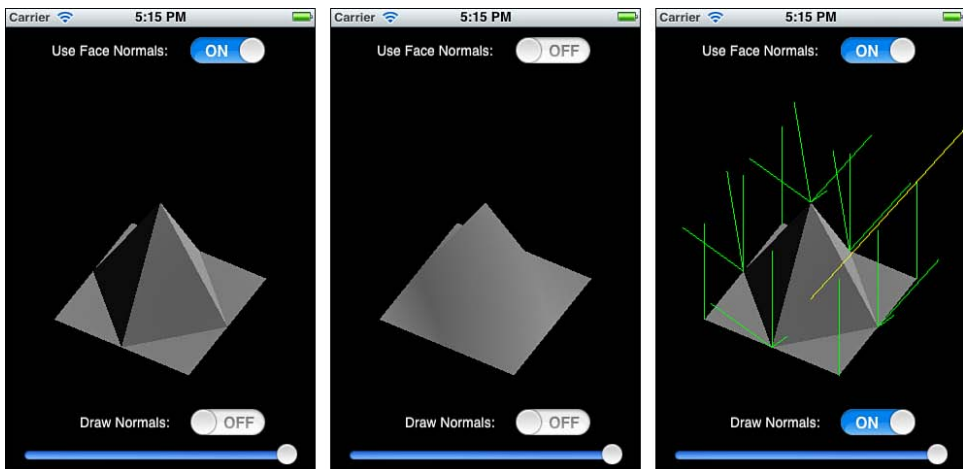 Carrier 5:15 PM
Use Face Normals: ON
Draw Normals: OFF
Carrier 5:15 PM
Use Face Normals: OFF
Draw Normals: OFF
Carrier 5:15 PM
Use Face Normals: ON
Draw Normals: ON